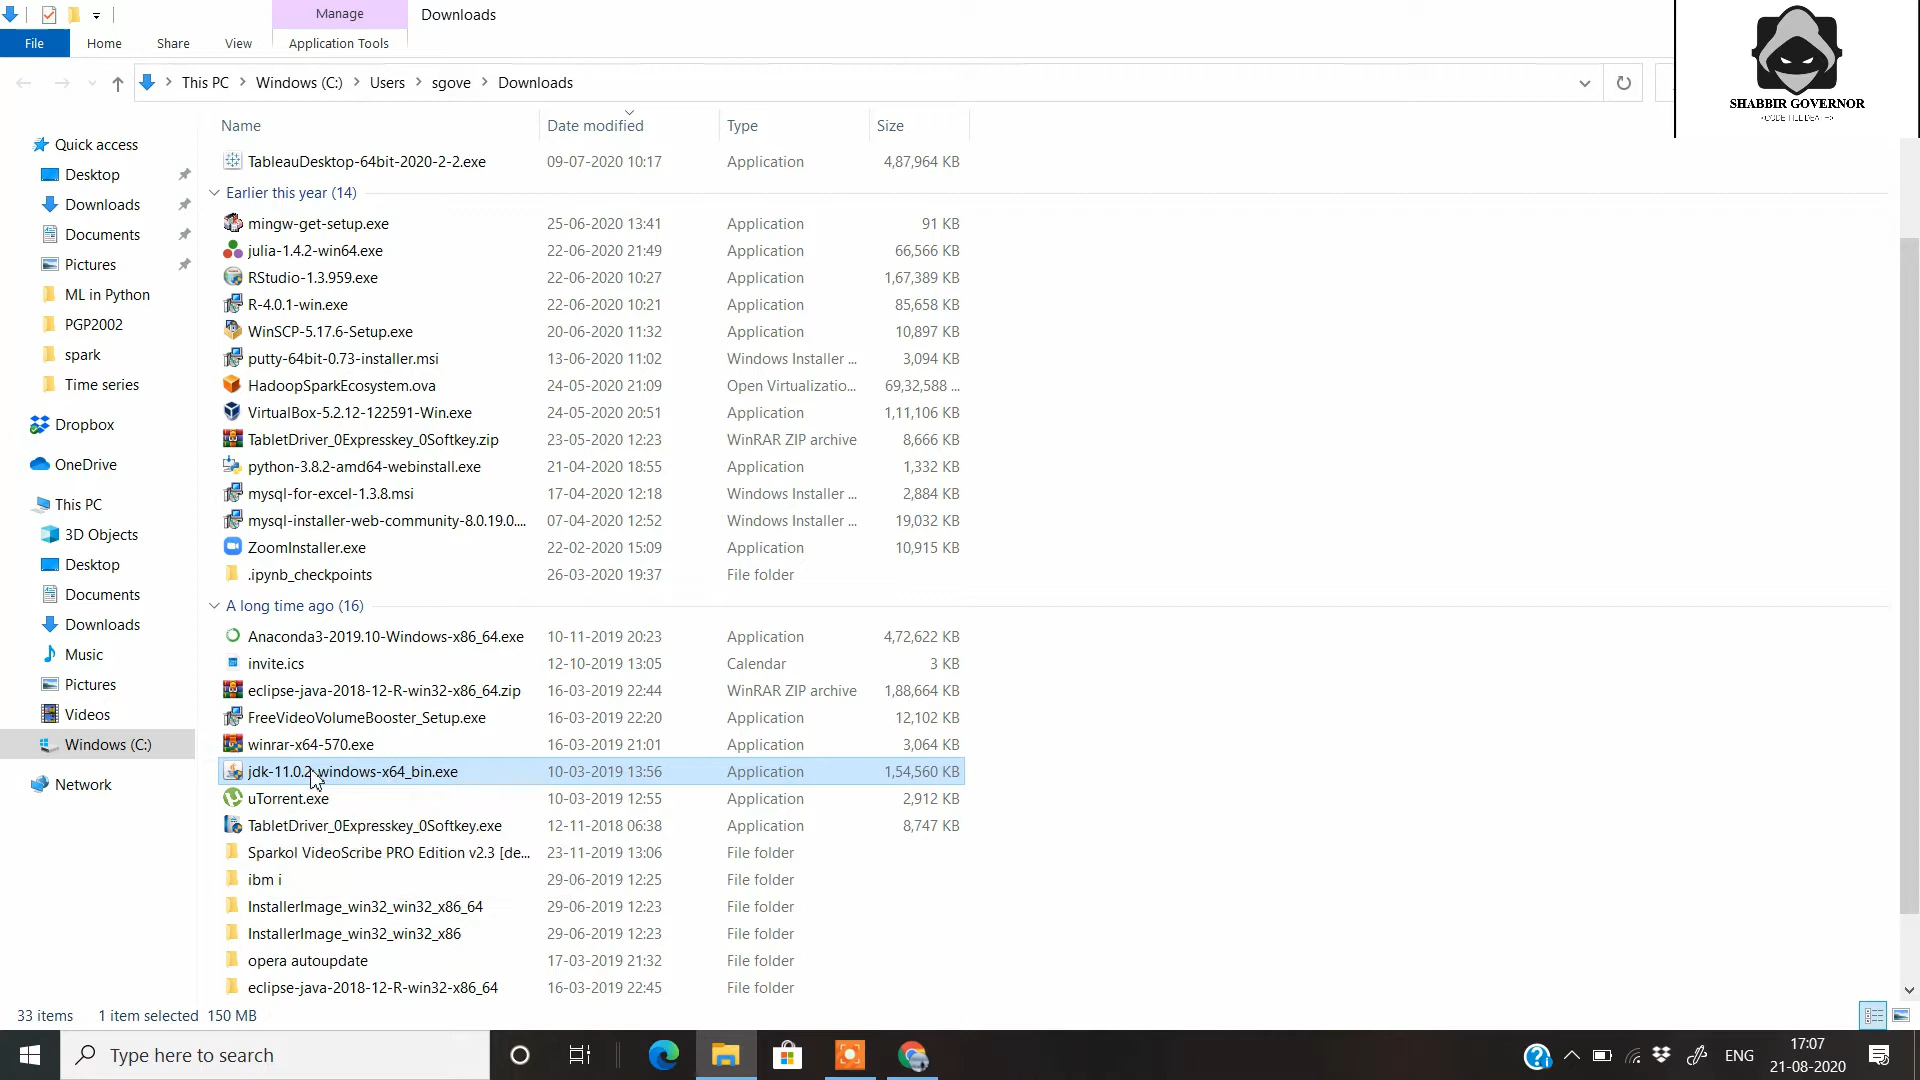 Manage
Downloads
File
Home
Share
View
Application Tools
This PC
Windows (C:)
Users
sgove
Downloads
SHABBIR GOVERNOR
<CODE TILL DEATH>
Name
Date modified
Type
Size
Quick access
Desktop
Downloads
Documents
Pictures
ML in Python
PGP2002
spark
Time series
Dropbox
OneDrive
This PC
3D Objects
Desktop
Documents
Downloads
Music
Pictures
Videos
Windows (C:)
Network
TableauDesktop-64bit-2020-2-2.exe 09-07-2020 10:17 Application 4,87,964 KB
Earlier this year (14)
mingw-get-setup.exe 25-06-2020 13:41 Application 91 KB
julia-1.4.2-win64.exe 22-06-2020 21:49 Application 66,566 KB
RStudio-1.3.959.exe 22-06-2020 10:27 Application 1,67,389 KB
R-4.0.1-win.exe 22-06-2020 10:21 Application 85,658 KB
WinSCP-5.17.6-Setup.exe 20-06-2020 11:32 Application 10,897 KB
putty-64bit-0.73-installer.msi 13-06-2020 11:02 Windows Installer ... 3,094 KB
HadoopSparkEcosystem.ova 24-05-2020 21:09 Open Virtualizatio... 69,32,588 ...
VirtualBox-5.2.12-122591-Win.exe 24-05-2020 20:51 Application 1,11,106 KB
TabletDriver_0Expresskey_0Softkey.zip 23-05-2020 12:23 WinRAR ZIP archive 8,666 KB
python-3.8.2-amd64-webinstall.exe 21-04-2020 18:55 Application 1,332 KB
mysql-for-excel-1.3.8.msi 17-04-2020 12:18 Windows Installer ... 2,884 KB
mysql-installer-web-community-8.0.19.0.... 07-04-2020 12:52 Windows Installer ... 19,032 KB
ZoomInstaller.exe 22-02-2020 15:09 Application 10,915 KB
.ipynb_checkpoints 26-03-2020 19:37 File folder
A long time ago (16)
Anaconda3-2019.10-Windows-x86_64.exe 10-11-2019 20:23 Application 4,72,622 KB
invite.ics 12-10-2019 13:05 Calendar 3 KB
eclipse-java-2018-12-R-win32-x86_64.zip 16-03-2019 22:44 WinRAR ZIP archive 1,88,664 KB
FreeVideoVolumeBooster_Setup.exe 16-03-2019 22:20 Application 12,102 KB
winrar-x64-570.exe 16-03-2019 21:01 Application 3,064 KB
jdk-11.0.2_windows-x64_bin.exe 10-03-2019 13:56 Application 1,54,560 KB
uTorrent.exe 10-03-2019 12:55 Application 2,912 KB
TabletDriver_0Expresskey_0Softkey.exe 12-11-2018 06:38 Application 8,747 KB
Sparkol VideoScribe PRO Edition v2.3 [de... 23-11-2019 13:06 File folder
ibm i 29-06-2019 12:25 File folder
InstallerImage_win32_win32_x86_64 29-06-2019 12:23 File folder
InstallerImage_win32_win32_x86 29-06-2019 12:23 File folder
opera autoupdate 17-03-2019 21:32 File folder
eclipse-java-2018-12-R-win32-x86_64 16-03-2019 22:45 File folder
33 items 1 item selected 150 MB
Type here to search
ENG
17:07
21-08-2020